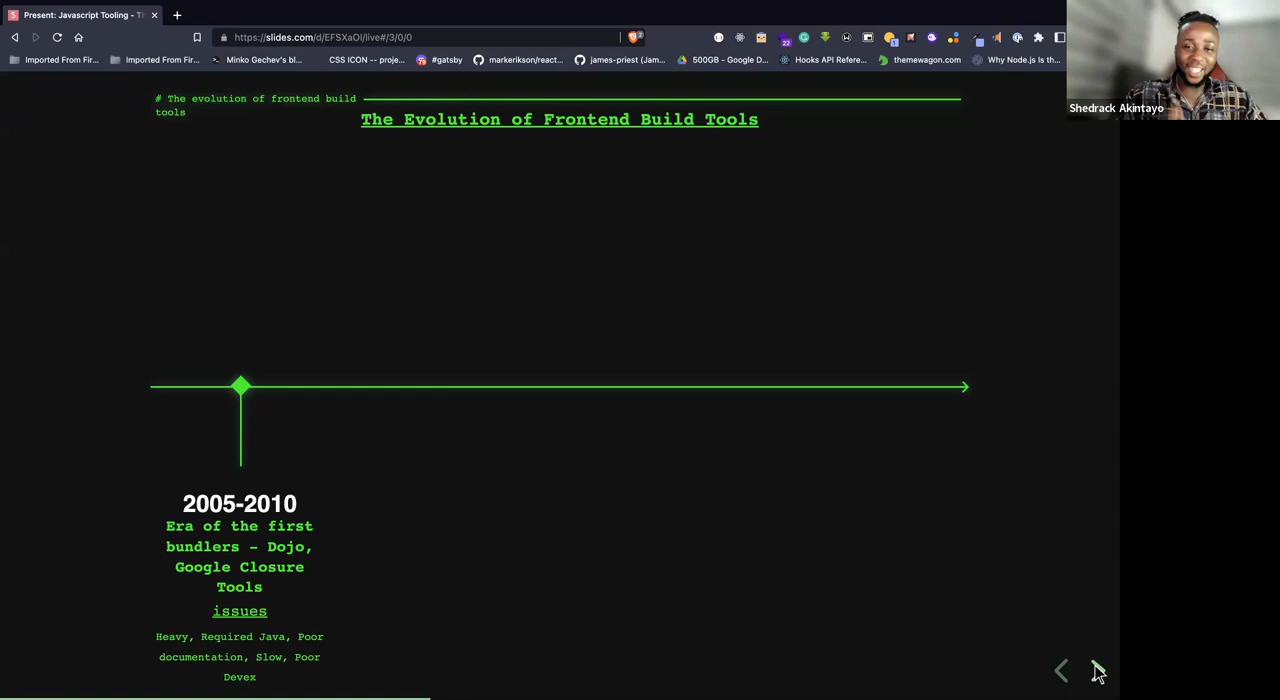 Present: Javascript Tooling - Th
https://slides.com/d/EFSXaOI/live#/3/0/0
2
22
1
Imported From Fir...
Imported From Fir...
Minko Gechev's bl...
CSS ICON -- proje...
#gatsby
markerikson/react...
james-priest (Jam...
500GB - Google D...
Hooks API Refere...
themewagon.com
Why Node.js Is th...
Shedrack Akintayo
# The evolution of frontend build
tools
The Evolution of Frontend Build Tools
2005-2010
Era of the first
bundlers - Dojo,
Google Closure
Tools
issues
Heavy, Required Java, Poor
documentation, Slow, Poor
Devex